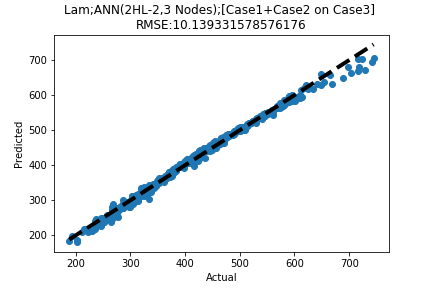 Lam;ANN(2HL-2,3 Nodes);[Case1+Case2 on Case3]
RMSE:10.139331578576176
700
600
500
400
300
200
Predicted
200 300 400 500 600 700
Actual